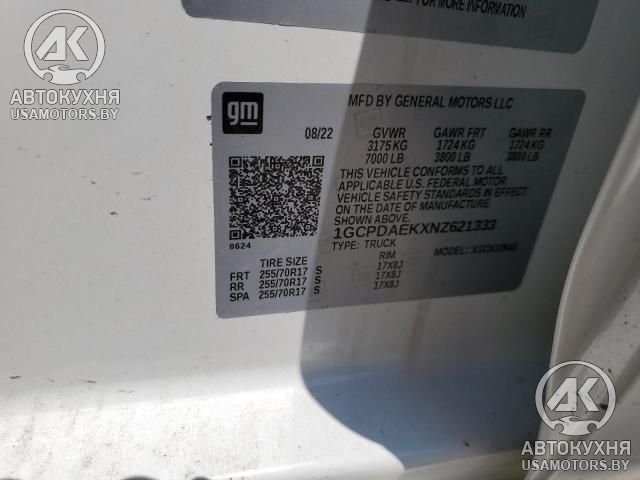 FOR MORE INFORMATION
AK
АВТОКУХНЯ
USAMOTORS.BY
gm
MFD BY GENERAL MOTORS LLC
08/22 GVWR GAWR FRT GAWR RR
3175 KG 1724 KG 1724 KG
7000 LB 3800 LB 3800 LB
THIS VEHICLE CONFORMS TO ALL
APPLICABLE U.S. FEDERAL MOTOR
VEHICLE SAFETY STANDARDS IN EFFECT
ON THE DATE OF MANUFACTURE
SHOWN ABOVE.
1GCPDAEKXNZ621333
8624
TYPE: TRUCK MODEL:
TIRE SIZE RIM
FRT 255/70R17 S 17X8J
RR 255/70R17 S 17X8J
SPA 255/70R17 S 17X8J
AK
АВТОКУХНЯ
USAMOTORS.BY